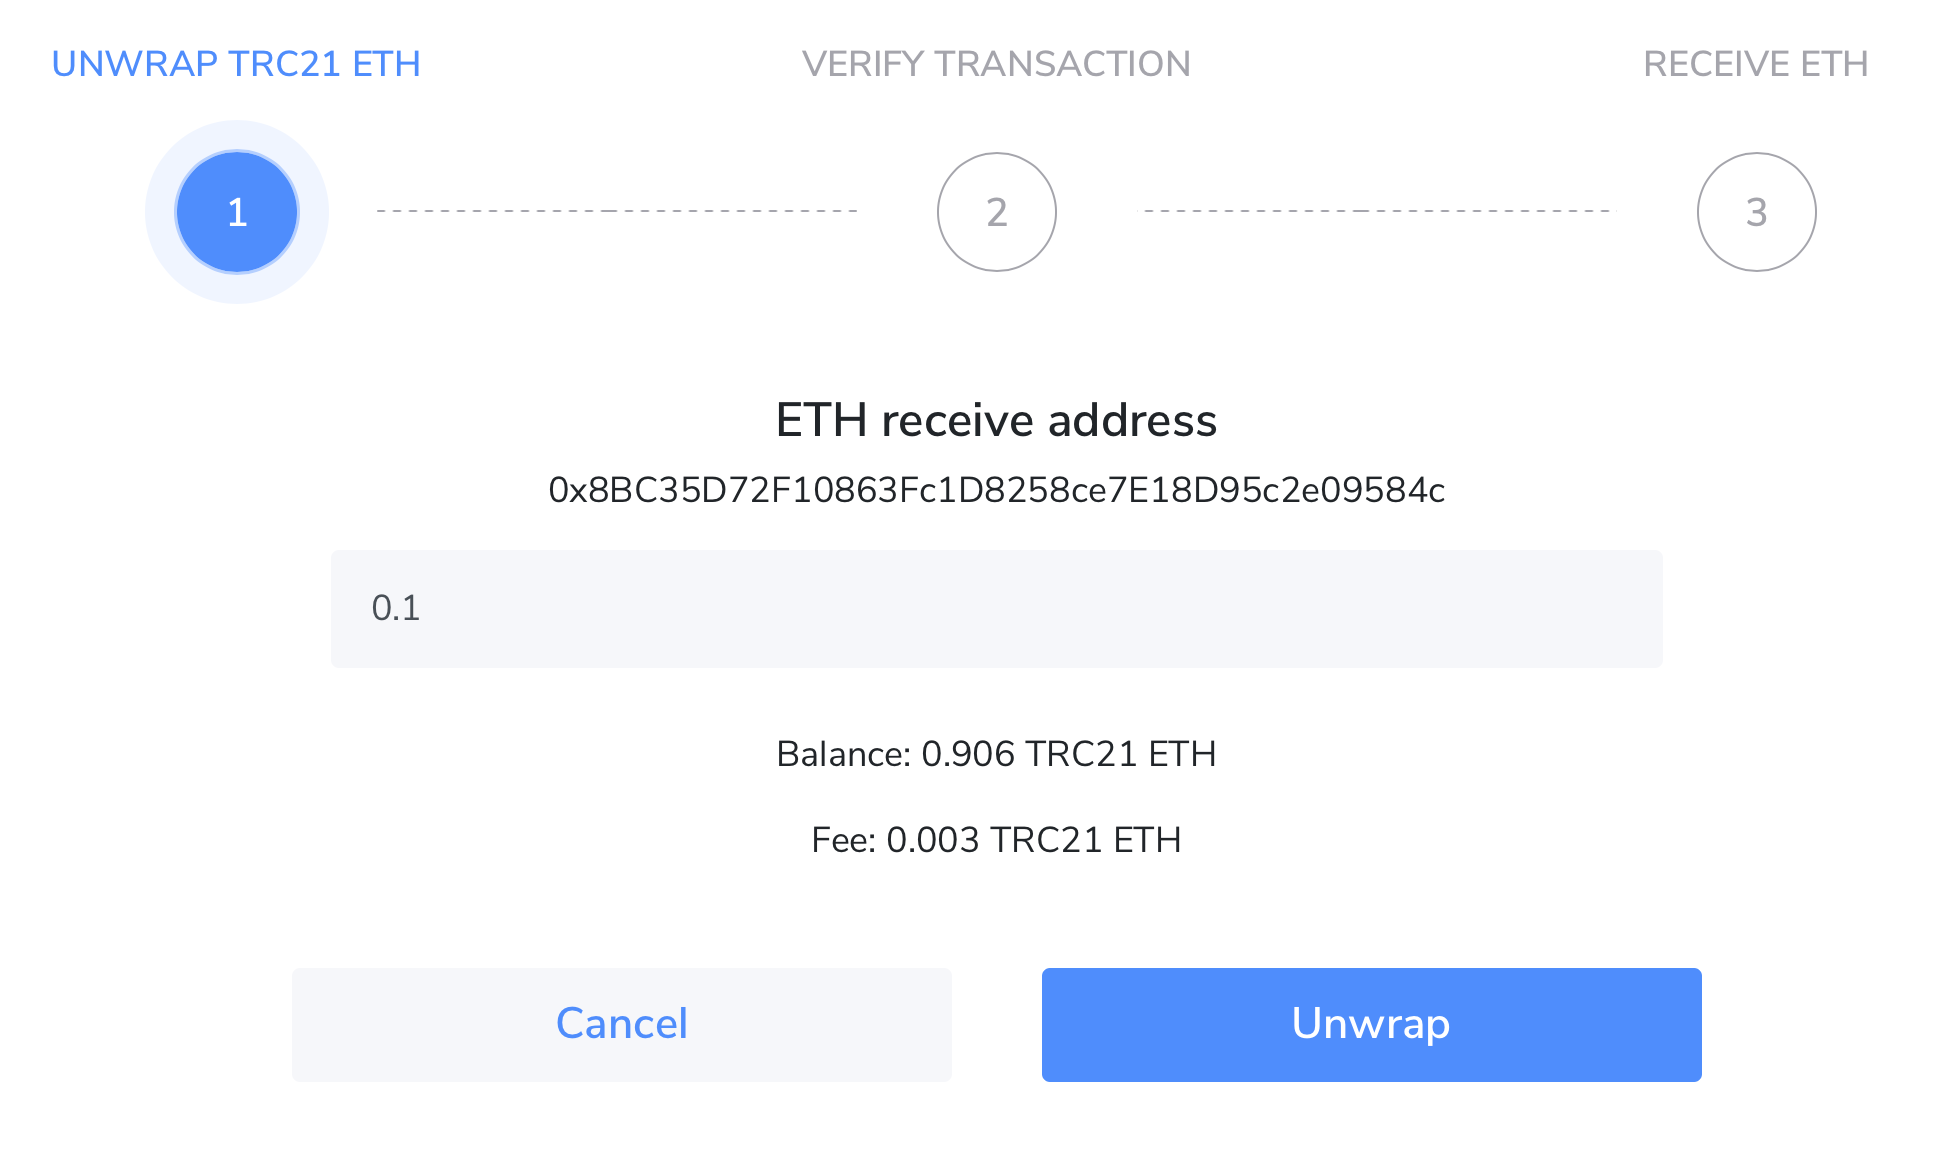 UNWRAP TRC21 ETH
VERIFY TRANSACTION
RECEIVE ETH
1
2
3
ETH receive address
0x8BC35D72F10863Fc1D8258ce7E18D95c2e09584c
0.1
Balance: 0.906 TRC21 ETH
Fee: 0.003 TRC21 ETH
Cancel
Unwrap